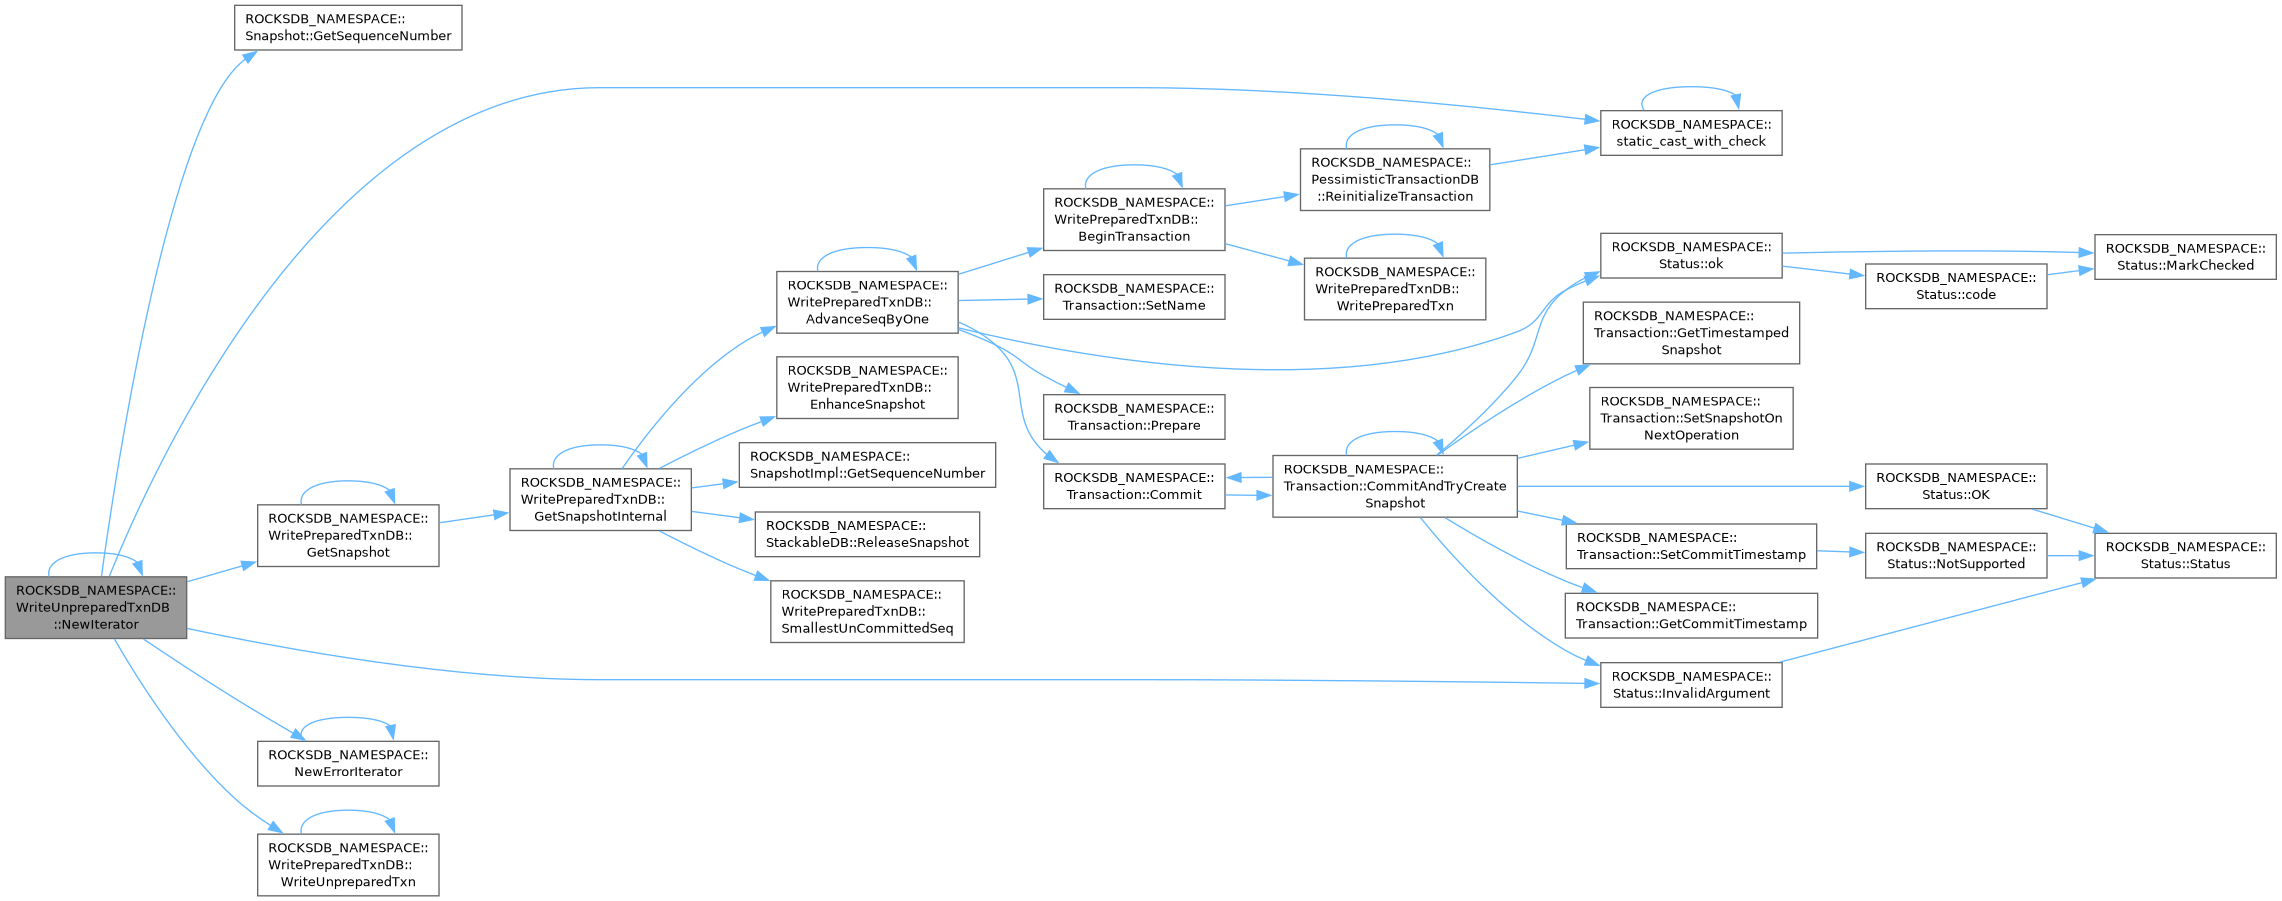 ROCKSDB_NAMESPACE::
Snapshot::GetSequenceNumber
ROCKSDB_NAMESPACE::
static_cast_with_check
ROCKSDB_NAMESPACE::
PessimisticTransactionDB
::ReinitializeTransaction
ROCKSDB_NAMESPACE::
WritePreparedTxnDB::
BeginTransaction
ROCKSDB_NAMESPACE::
Status::ok
ROCKSDB_NAMESPACE::
Status::MarkChecked
ROCKSDB_NAMESPACE::
WritePreparedTxnDB::
WritePreparedTxn
ROCKSDB_NAMESPACE::
Status::code
ROCKSDB_NAMESPACE::
WritePreparedTxnDB::
AdvanceSeqByOne
ROCKSDB_NAMESPACE::
Transaction::SetName
ROCKSDB_NAMESPACE::
Transaction::GetTimestamped
Snapshot
ROCKSDB_NAMESPACE::
WritePreparedTxnDB::
EnhanceSnapshot
ROCKSDB_NAMESPACE::
Transaction::Prepare
ROCKSDB_NAMESPACE::
Transaction::SetSnapshotOn
NextOperation
ROCKSDB_NAMESPACE::
SnapshotImpl::GetSequenceNumber
ROCKSDB_NAMESPACE::
Transaction::Commit
ROCKSDB_NAMESPACE::
Transaction::CommitAndTryCreate
Snapshot
ROCKSDB_NAMESPACE::
Status::OK
ROCKSDB_NAMESPACE::
WritePreparedTxnDB::
GetSnapshotInternal
ROCKSDB_NAMESPACE::
WritePreparedTxnDB::
GetSnapshot
ROCKSDB_NAMESPACE::
StackableDB::ReleaseSnapshot
ROCKSDB_NAMESPACE::
Transaction::SetCommitTimestamp
ROCKSDB_NAMESPACE::
Status::NotSupported
ROCKSDB_NAMESPACE::
Status::Status
ROCKSDB_NAMESPACE::
WriteUnpreparedTxnDB
::NewIterator
ROCKSDB_NAMESPACE::
WritePreparedTxnDB::
SmallestUnCommittedSeq
ROCKSDB_NAMESPACE::
Transaction::GetCommitTimestamp
ROCKSDB_NAMESPACE::
Status::InvalidArgument
ROCKSDB_NAMESPACE::
NewErrorIterator
ROCKSDB_NAMESPACE::
WritePreparedTxnDB::
WriteUnpreparedTxn